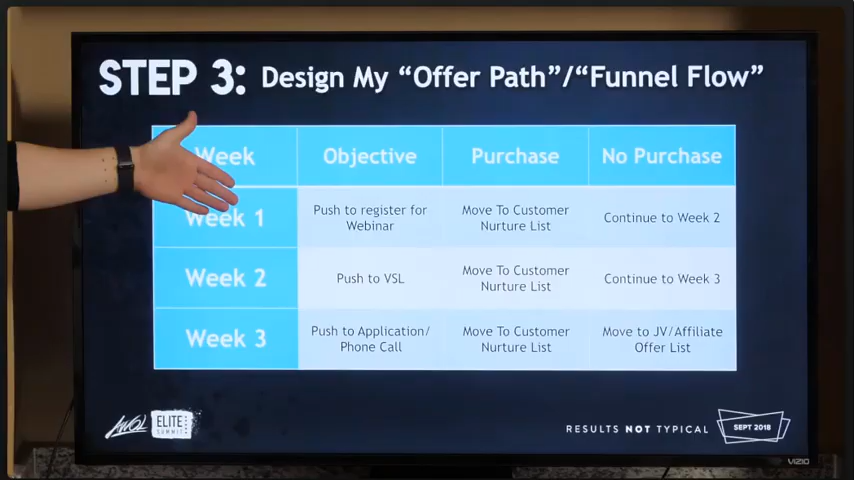 STEP 3: Design My “Offer Path”/“Funnel Flow”
Week Objective Purchase No Purchase
Week 1
Push to register for
Webinar
Move To Customer
Nurture List
Continue to Week 2
Week 2
Push to VSL
Move To Customer
Nurture List
Continue to Week 3
Week 3
Push to Application/
Phone Call
Move To Customer
Nurture List
Move to JV/Affiliate
Offer List
ELITE
SUMMIT
RESULTS NOT TYPICAL
SEPT 2018
VIZIO